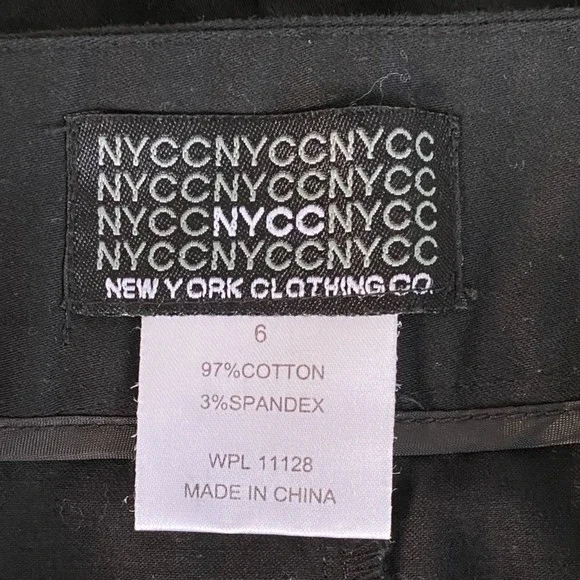 NYCCNYCCNYCC
NYCCNYCCNYCC
NYCCNYCCNYCC
NYCCNYCCNYCC
NEW YORK CLOTHING CO.
6
97%COTTON
3%SPANDEX
WPL 11128
MADE IN CHINA